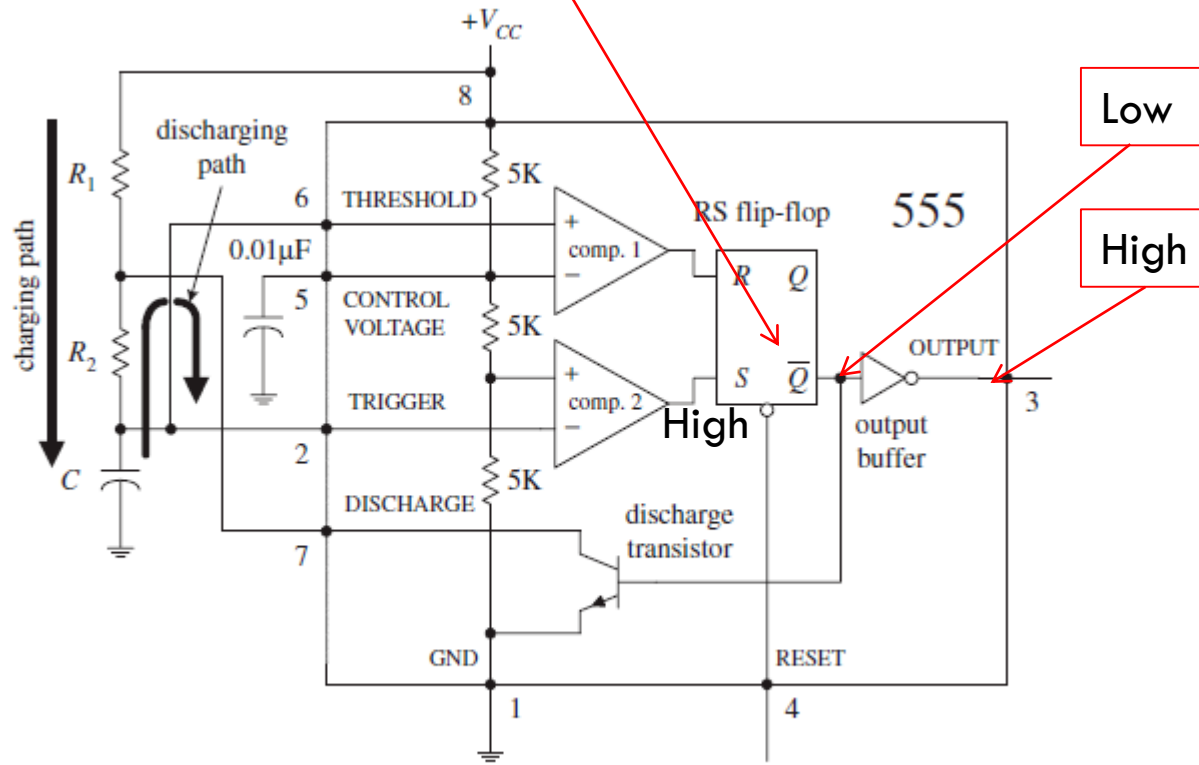 +V_CC
8
Low
discharging
path
R₁
5K
6
THRESHOLD
RS flip-flop
555
+
comp. 1
−
R
Q
High
0.01µF
5
CONTROL
VOLTAGE
charging path
5K
R₂
OUTPUT
+
comp. 2
−
S
Q̅
3
TRIGGER
High
output
buffer
2
C
5K
DISCHARGE
discharge
transistor
7
GND
RESET
1
4